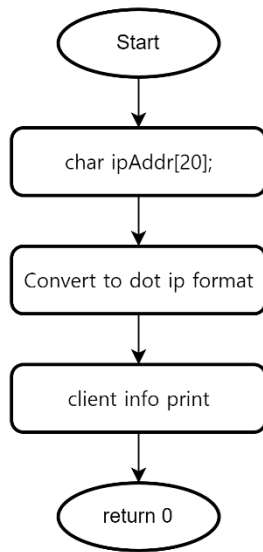 Start
char ipAddr[20];
Convert to dot ip format
client info print
return 0